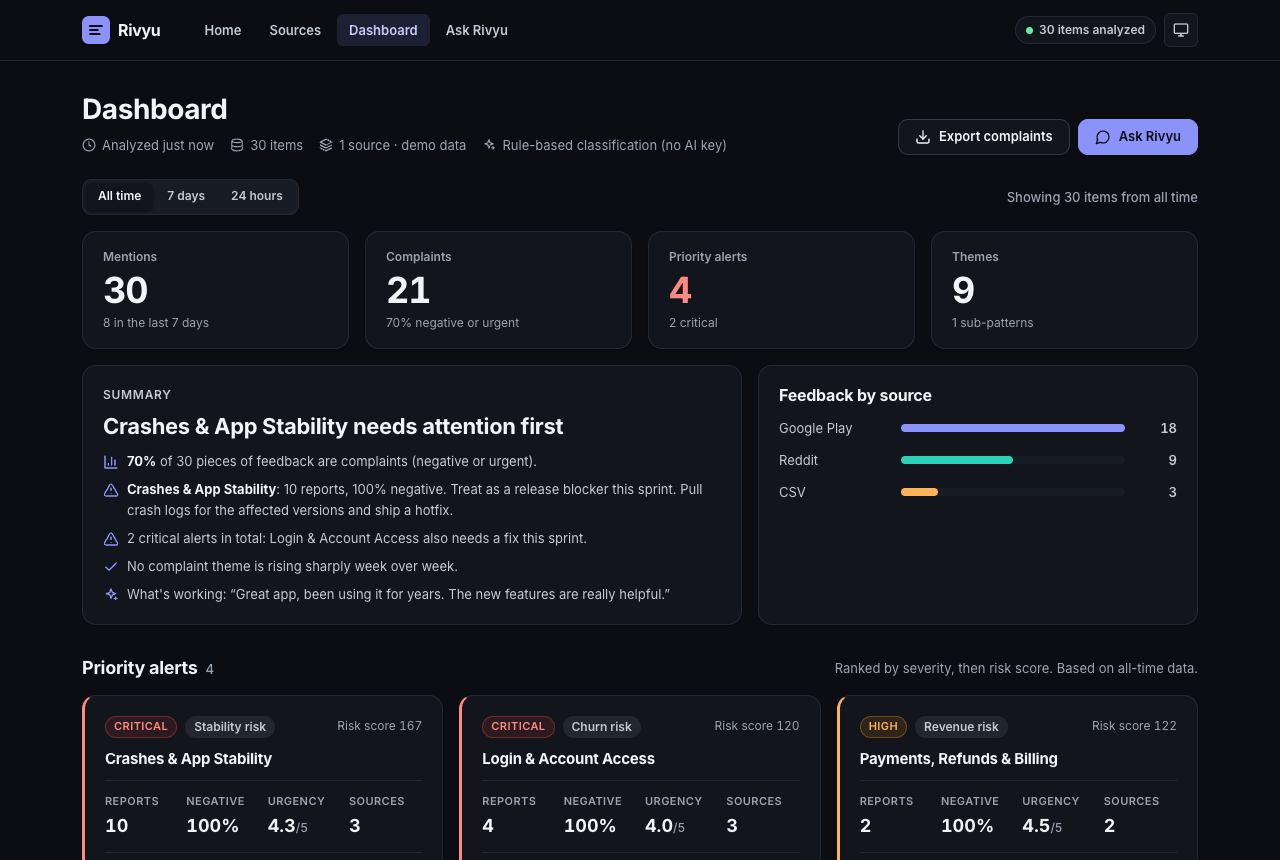 Rivyu Home Sources Dashboard Ask Rivyu 30 items analyzed
Dashboard
Analyzed just now 30 items 1 source · demo data Rule-based classification (no AI key)
Export complaints Ask Rivyu
All time 7 days 24 hours Showing 30 items from all time
Mentions Complaints Priority alerts Themes
30 21 4 9
8 in the last 7 days 70% negative or urgent 2 critical 1 sub-patterns
SUMMARY
Crashes & App Stability needs attention first
70% of 30 pieces of feedback are complaints (negative or urgent).
Crashes & App Stability: 10 reports, 100% negative. Treat as a release blocker this sprint. Pull
crash logs for the affected versions and ship a hotfix.
2 critical alerts in total: Login & Account Access also needs a fix this sprint.
No complaint theme is rising sharply week over week.
What's working: “Great app, been using it for years. The new features are really helpful.”
Feedback by source
Google Play 18
Reddit 9
CSV 3
Priority alerts 4 Ranked by severity, then risk score. Based on all-time data.
CRITICAL Stability risk Risk score 167
Crashes & App Stability
REPORTS NEGATIVE URGENCY SOURCES
10 100% 4.3/5 3
CRITICAL Churn risk Risk score 120
Login & Account Access
REPORTS NEGATIVE URGENCY SOURCES
4 100% 4.0/5 3
HIGH Revenue risk Risk score 122
Payments, Refunds & Billing
REPORTS NEGATIVE URGENCY SOURCES
2 100% 4.5/5 2